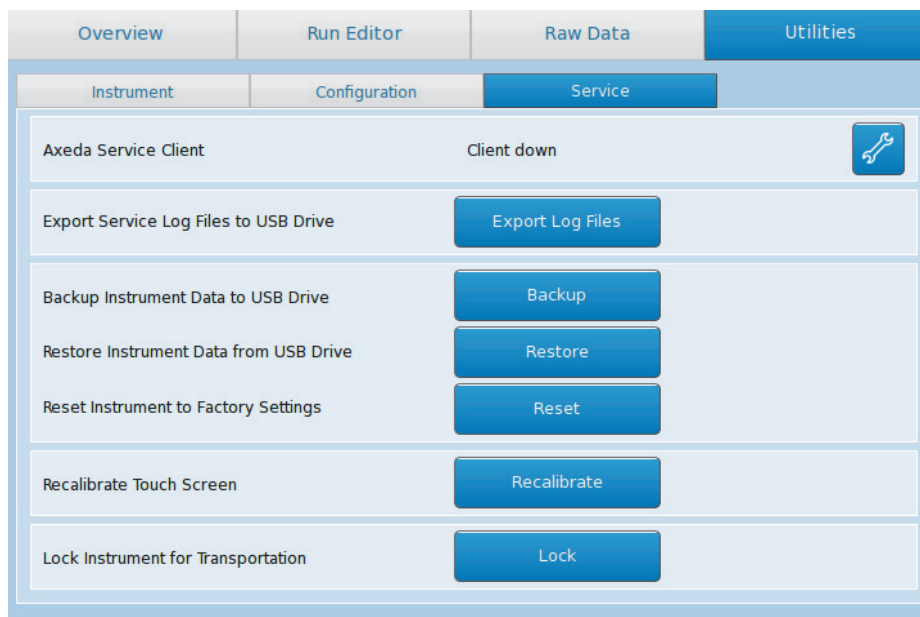 Overview Run Editor Raw Data Utilities
Instrument Configuration Service
Axeda Service Client Client down
Export Service Log Files to USB Drive Export Log Files
Backup Instrument Data to USB Drive Backup
Restore Instrument Data from USB Drive Restore
Reset Instrument to Factory Settings Reset
Recalibrate Touch Screen Recalibrate
Lock Instrument for Transportation Lock